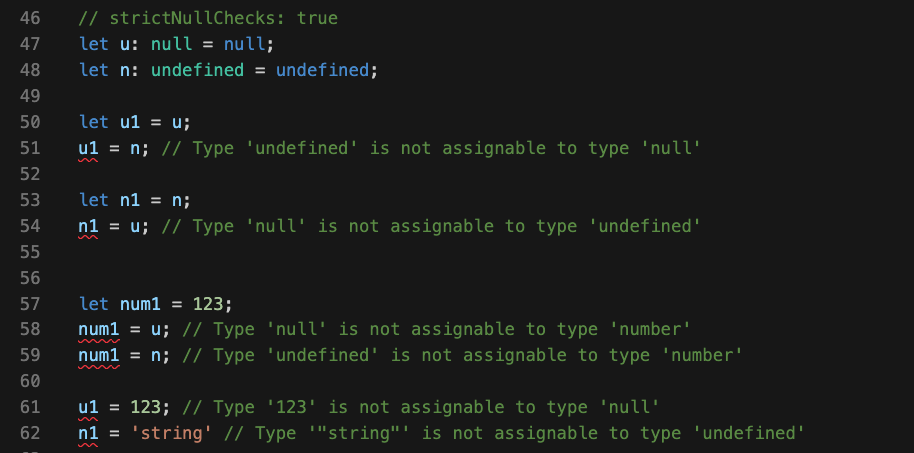 46 // strictNullChecks: true
47 let u: null = null;
48 let n: undefined = undefined;
49
50 let u1 = u;
51 u1 = n; // Type 'undefined' is not assignable to type 'null'
52
53 let n1 = n;
54 n1 = u; // Type 'null' is not assignable to type 'undefined'
55
56
57 let num1 = 123;
58 num1 = u; // Type 'null' is not assignable to type 'number'
59 num1 = n; // Type 'undefined' is not assignable to type 'number'
60
61 u1 = 123; // Type '123' is not assignable to type 'null'
62 n1 = 'string' // Type '"string"' is not assignable to type 'undefined'